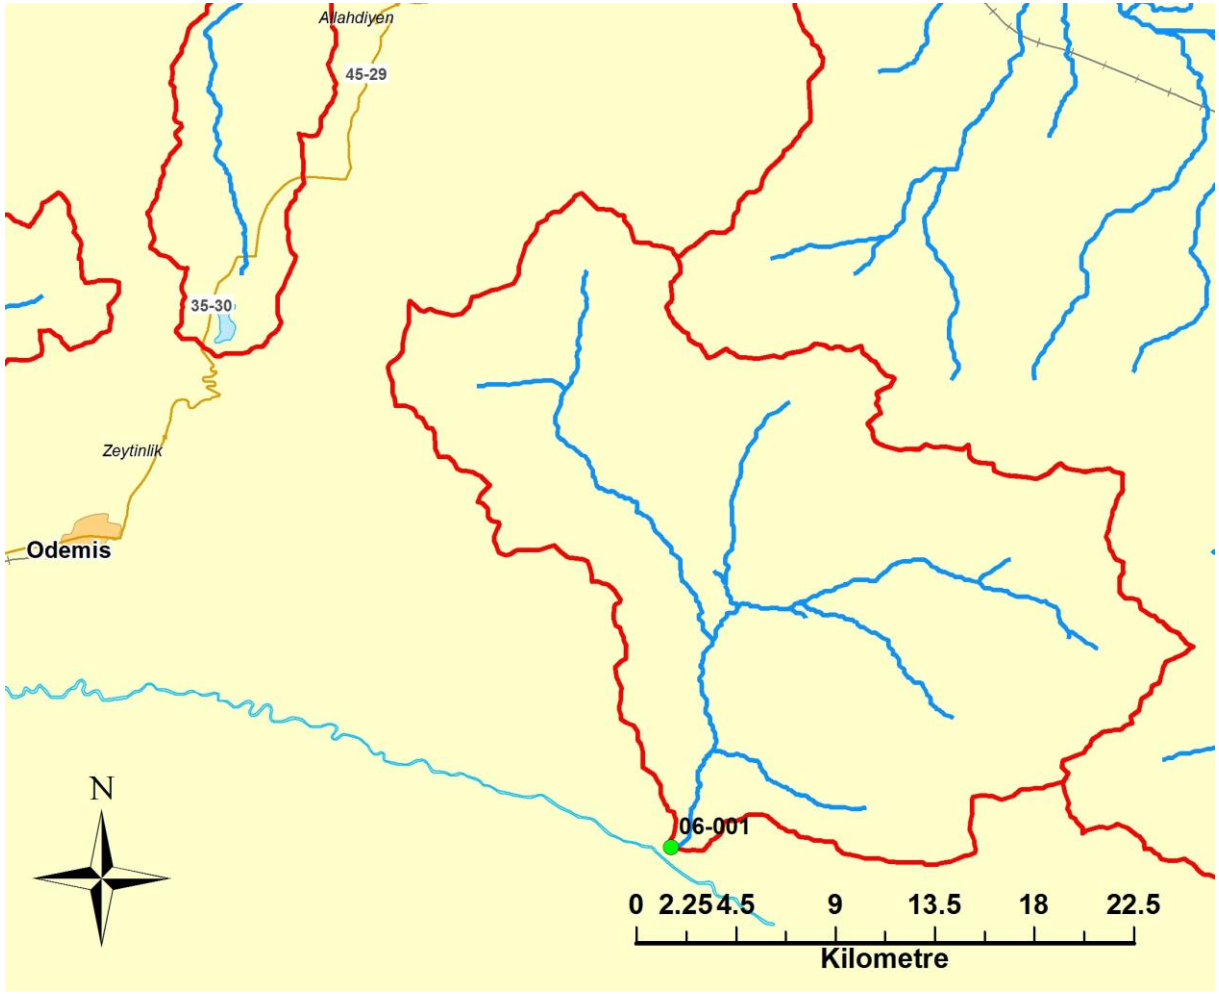 Allahdiyen
45-29
35-30
Zeytinlik
Odemis
N
06-001
0 2.25 4.5 9 13.5 18 22.5
Kilometre